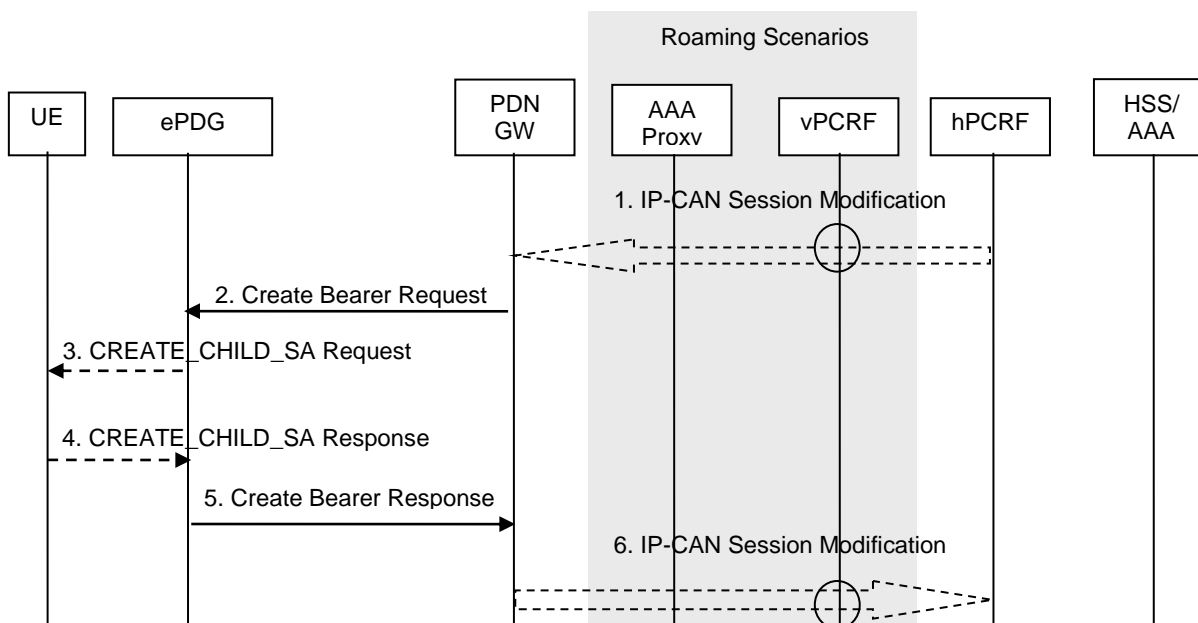 Roaming Scenarios
UE
ePDG
PDN
GW
AAA
Proxv
vPCRF
hPCRF
HSS/
AAA
1. IP-CAN Session Modification
2. Create Bearer Request
3. CREATE_CHILD_SA Request
4. CREATE_CHILD_SA Response
5. Create Bearer Response
6. IP-CAN Session Modification